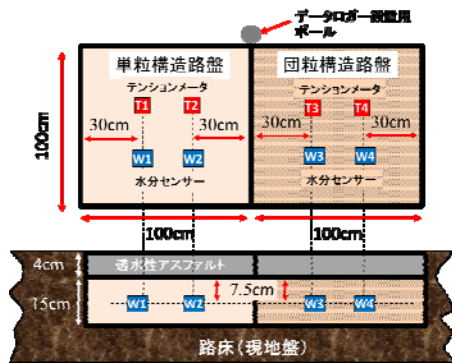 データロガー設置用
ポール
単粒構造路盤
団粒構造路盤
テンションメータ
テンションメータ
T1
T2
T3
T4
30cm
30cm
30cm
30cm
100cm
W1
W2
W3
W4
水分センサー
水分センサー
100cm
100cm
4cm
透水性アスファルト
7.5cm
15cm
W1
W2
W3
W4
路床(現地盤)